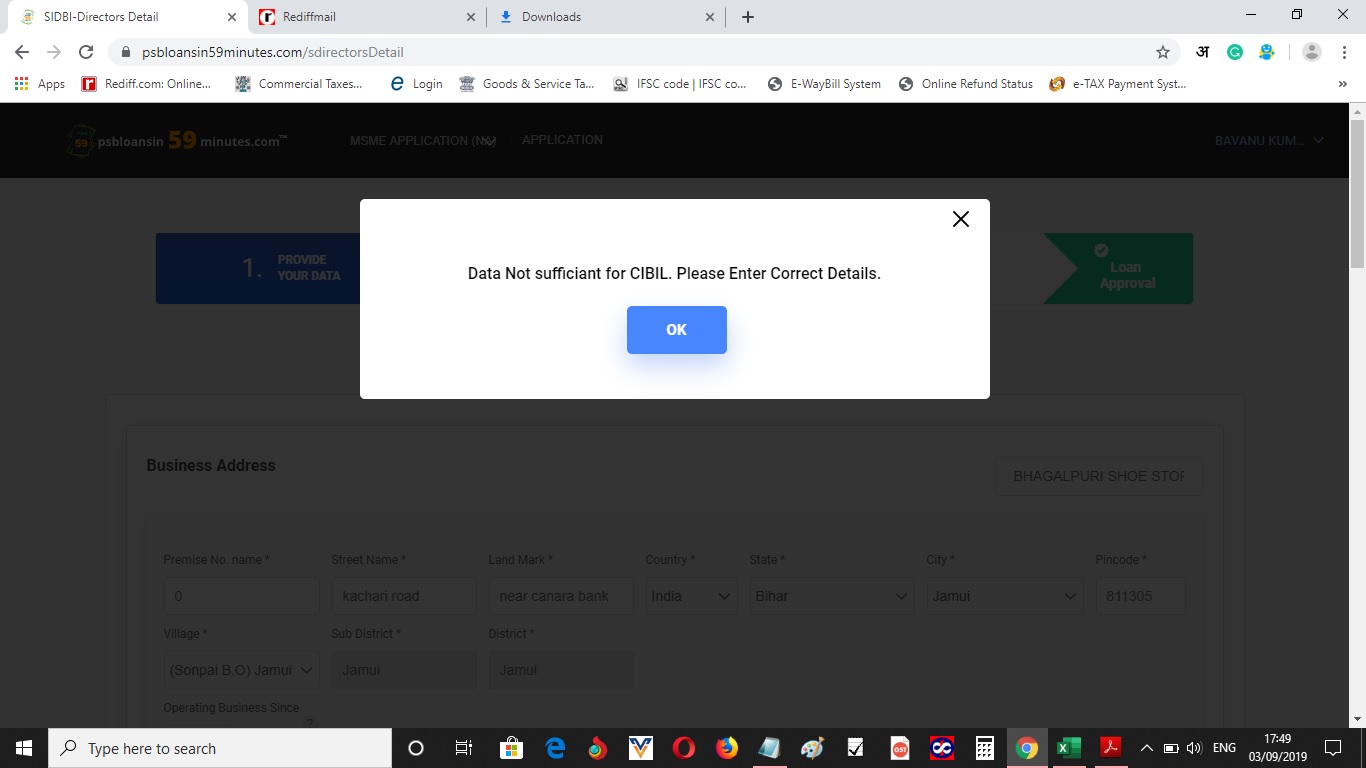 SIDBI-Directors Detail
Rediffmail
Downloads
psbloansin59minutes.com/sdirectorsDetail
अ
Apps
Rediff.com: Online...
Commercial Taxes...
Login
Goods & Service Ta...
IFSC code | IFSC co...
E-WayBill System
Online Refund Status
e-TAX Payment Syst...
psbloansin 59 minutes.com™
MSME APPLICATION (NA)
APPLICATION
BAVANU KUM...
1. PROVIDE
YOUR DATA
Loan
Approval
Data Not sufficiant for CIBIL. Please Enter Correct Details.
OK
Business Address
BHAGALPURI SHOE STOR
Premise No. name *
Street Name *
Land Mark *
Country *
State *
City *
Pincode *
0
kachari road
near canara bank
India
Bihar
Jamui
811305
Village *
Sub District *
District *
(Sonpai B.O) Jamui
Jamui
Jamui
Operating Business Since
?
Type here to search
GST
ENG
17:49
03/09/2019